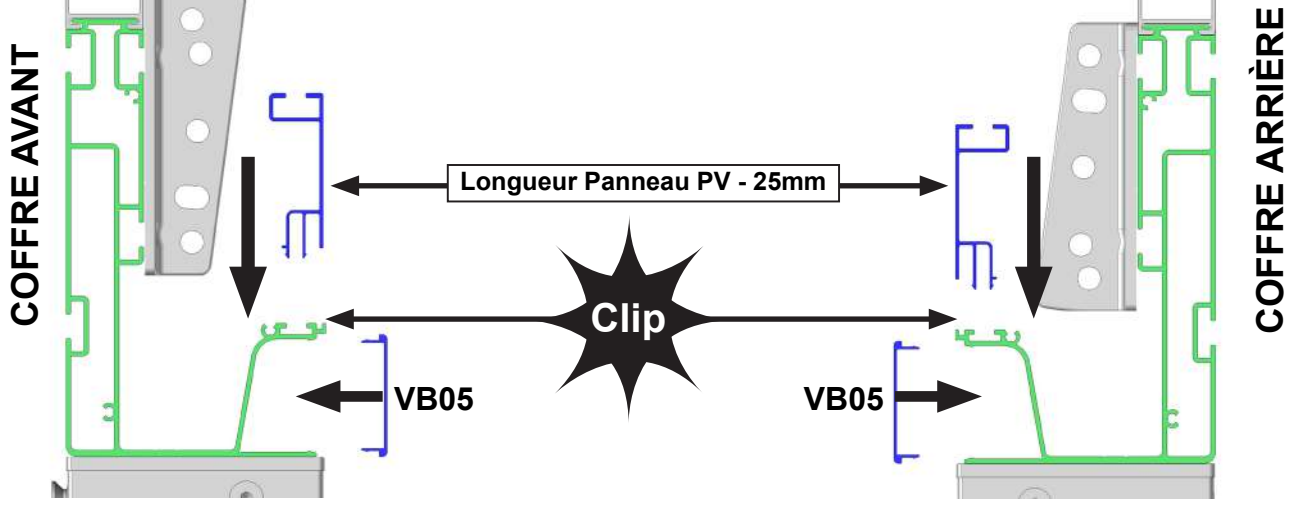 COFFRE AVANT
COFFRE ARRIÈRE
Longueur Panneau PV - 25mm
Clip
VB05
VB05